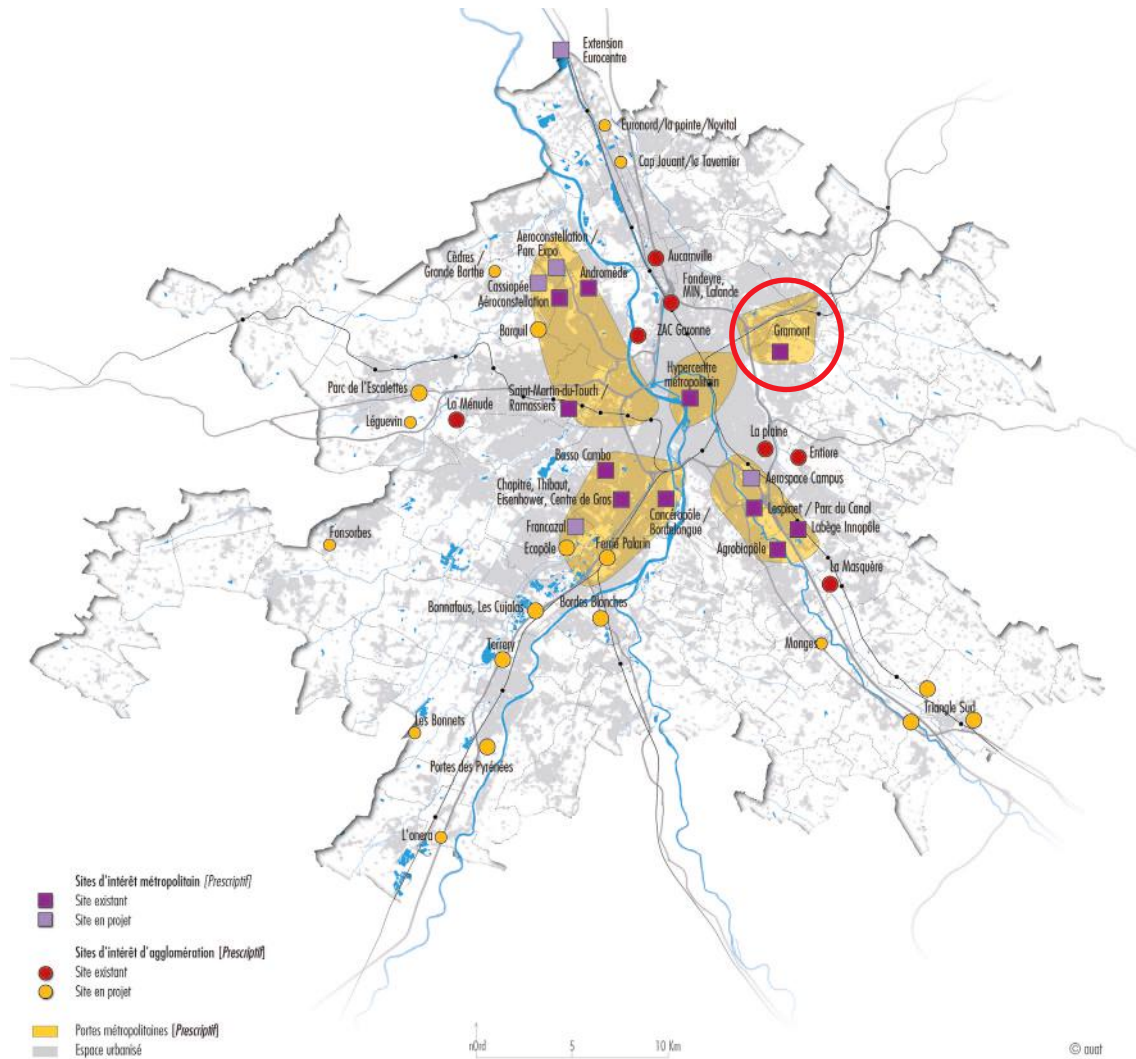 Extension
Eurocentre
Euronord/la pointe/Novital
Cap Jouant/le Tavernier
Aeroconstellation /
Parc Expo
Cèdres /
Grande Barthe
Aucamville
Cassiopée
Andromède
Fondeyre,
MIN, Lalande
Aéroconstellation
Barquil
ZAC Garonne
Gramont
Hypercentre
métropolitain
Parc de l'Escalettes
Saint-Martin-du-Touch /
Ramassiers
La Ménude
Léguevin
La plaine
Entiore
Basso Cambo
Aerospace Campus
Chapitre, Thibaut,
Eisenhower, Centre de Gros
Lespinet / Parc du Canal
Cancéropôle /
Bordelongue
Francazal
Labège Innopôle
Fonsorbes
Ecopôle
Ferrié Palarin
Agrobiopôle
La Masquère
Bonnafous, Les Cujalas
Bordes Blanches
Manges
Terrery
Triangle Sud
Les Bonnets
Portes des Pyrénées
L'onera
Sites d'intérêt métropolitain [Prescriptif]
Site existant
Site en projet
Sites d'intérêt d'agglomération [Prescriptif]
Site existant
Site en projet
Portes métropolitaines [Prescriptif]
Espace urbanisé
nOrd 5 10 Km
© auat